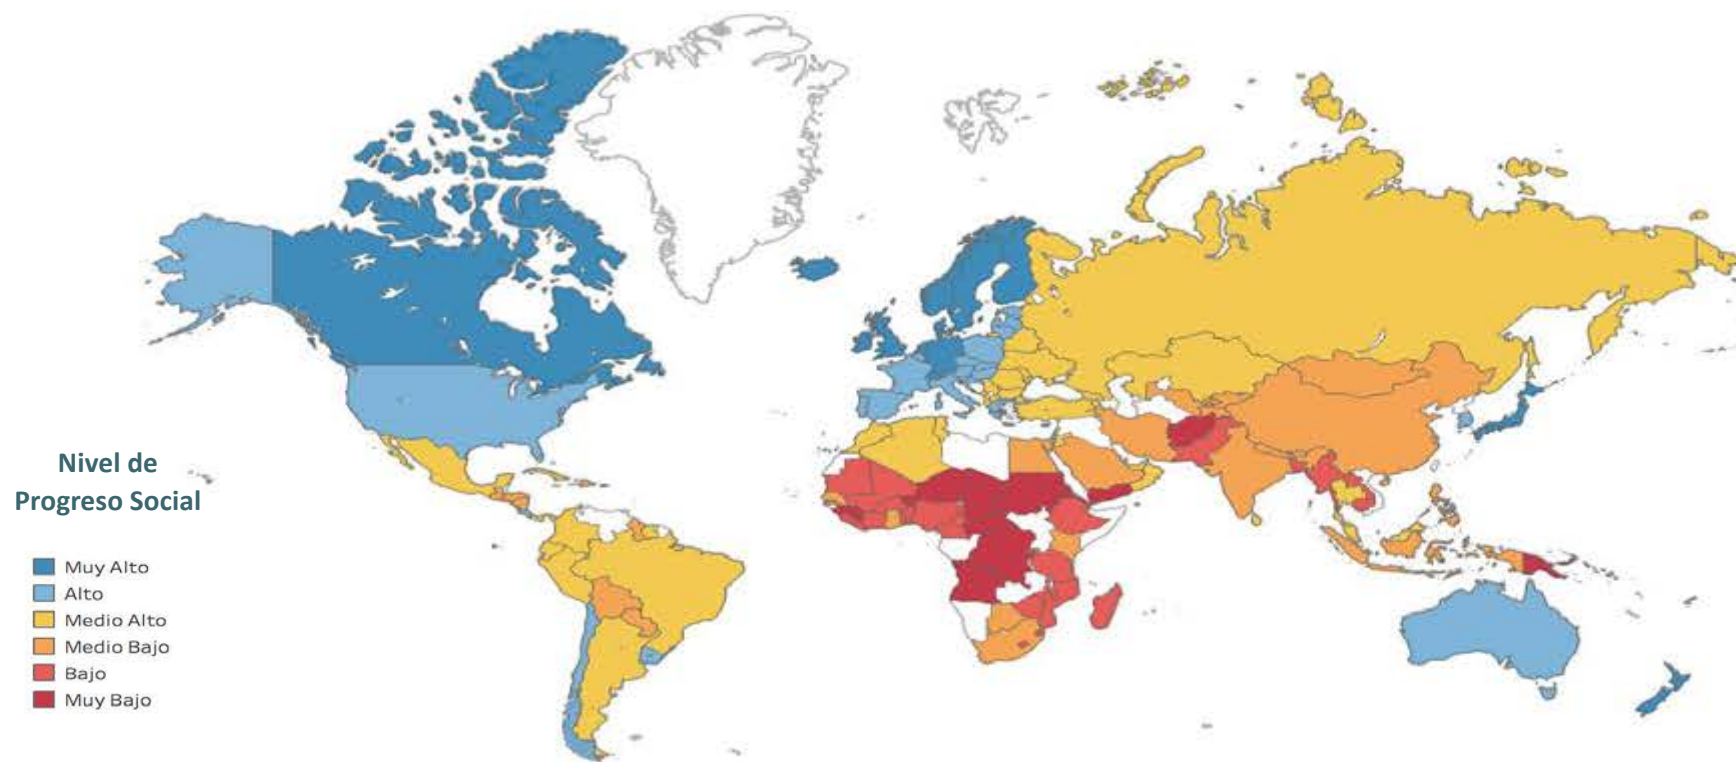 Nivel de
Progreso Social
Muy Alto
Alto
Medio Alto
Medio Bajo
Bajo
Muy Bajo